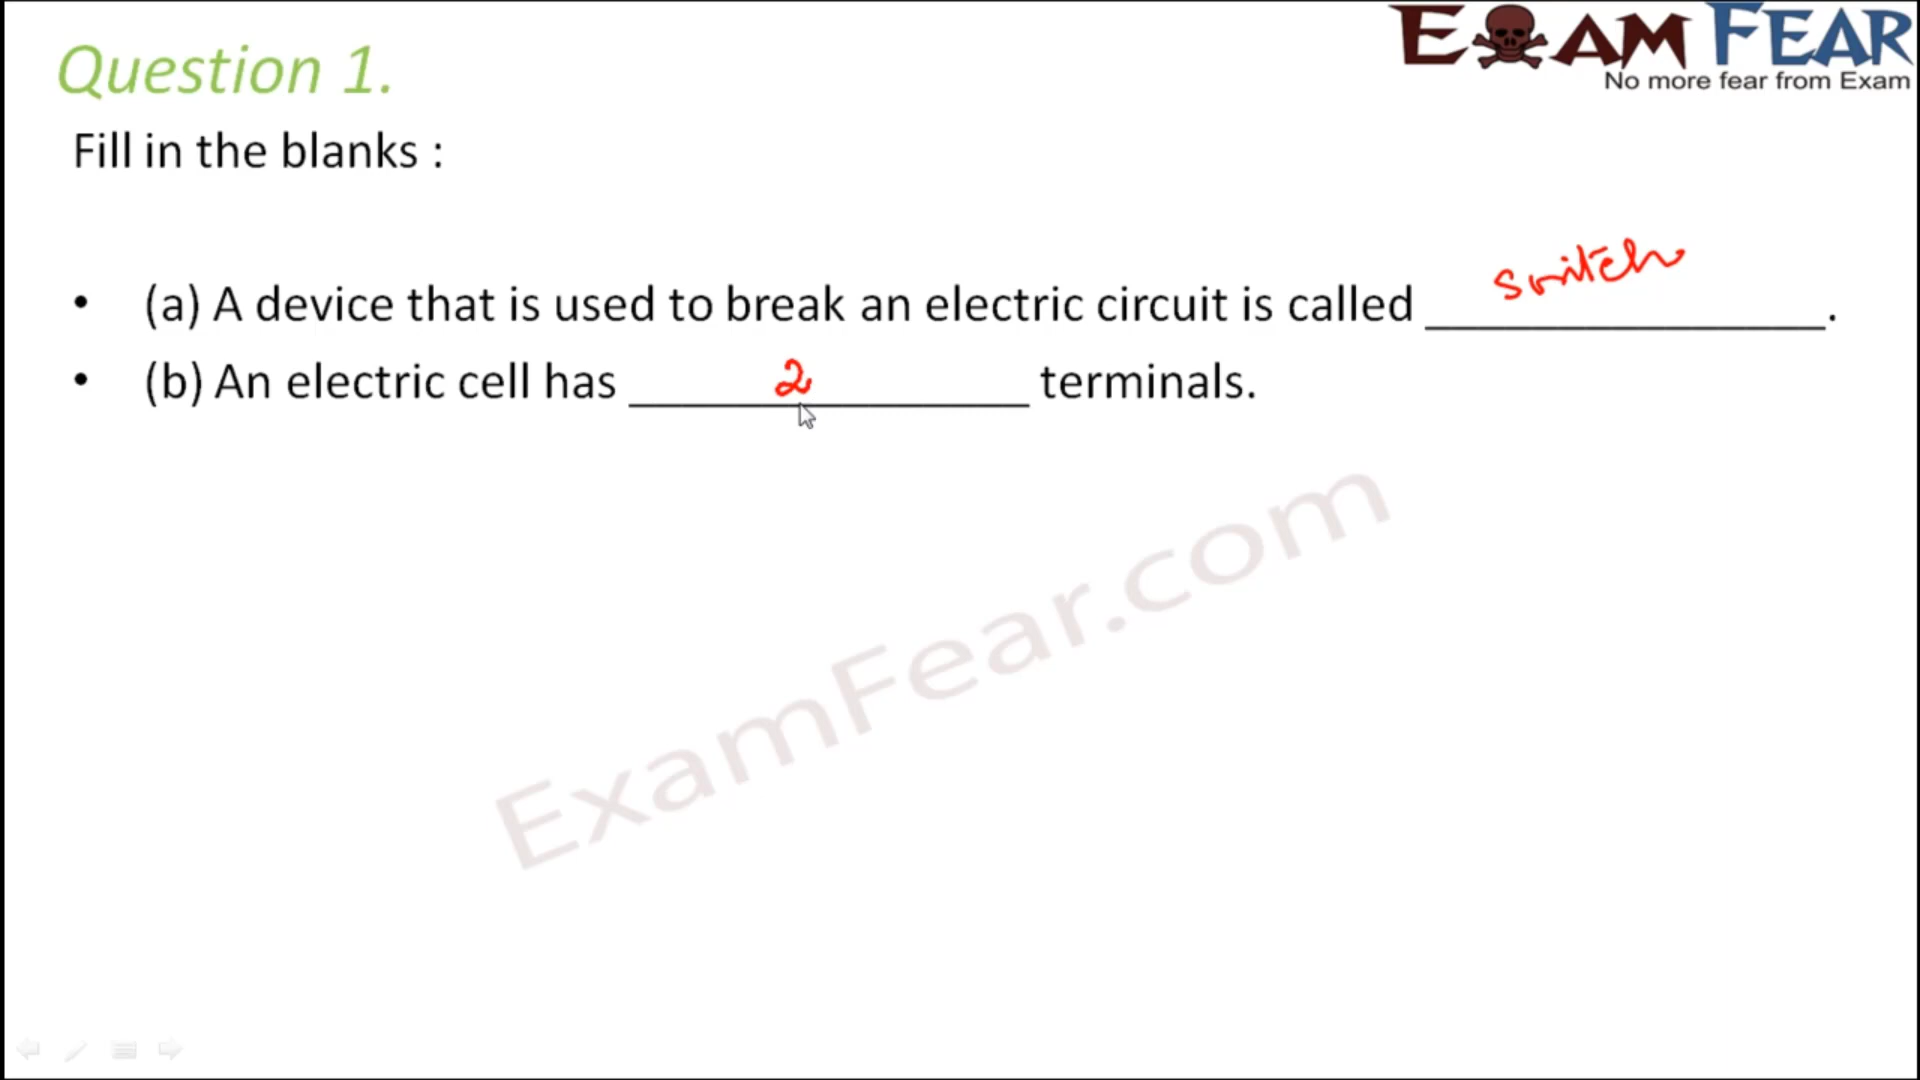 Question 1.
EXAM FEAR
No more fear from Exam
Fill in the blanks :
• (a) A device that is used to break an electric circuit is called switch.
• (b) An electric cell has 2 terminals.
ExamFear.com